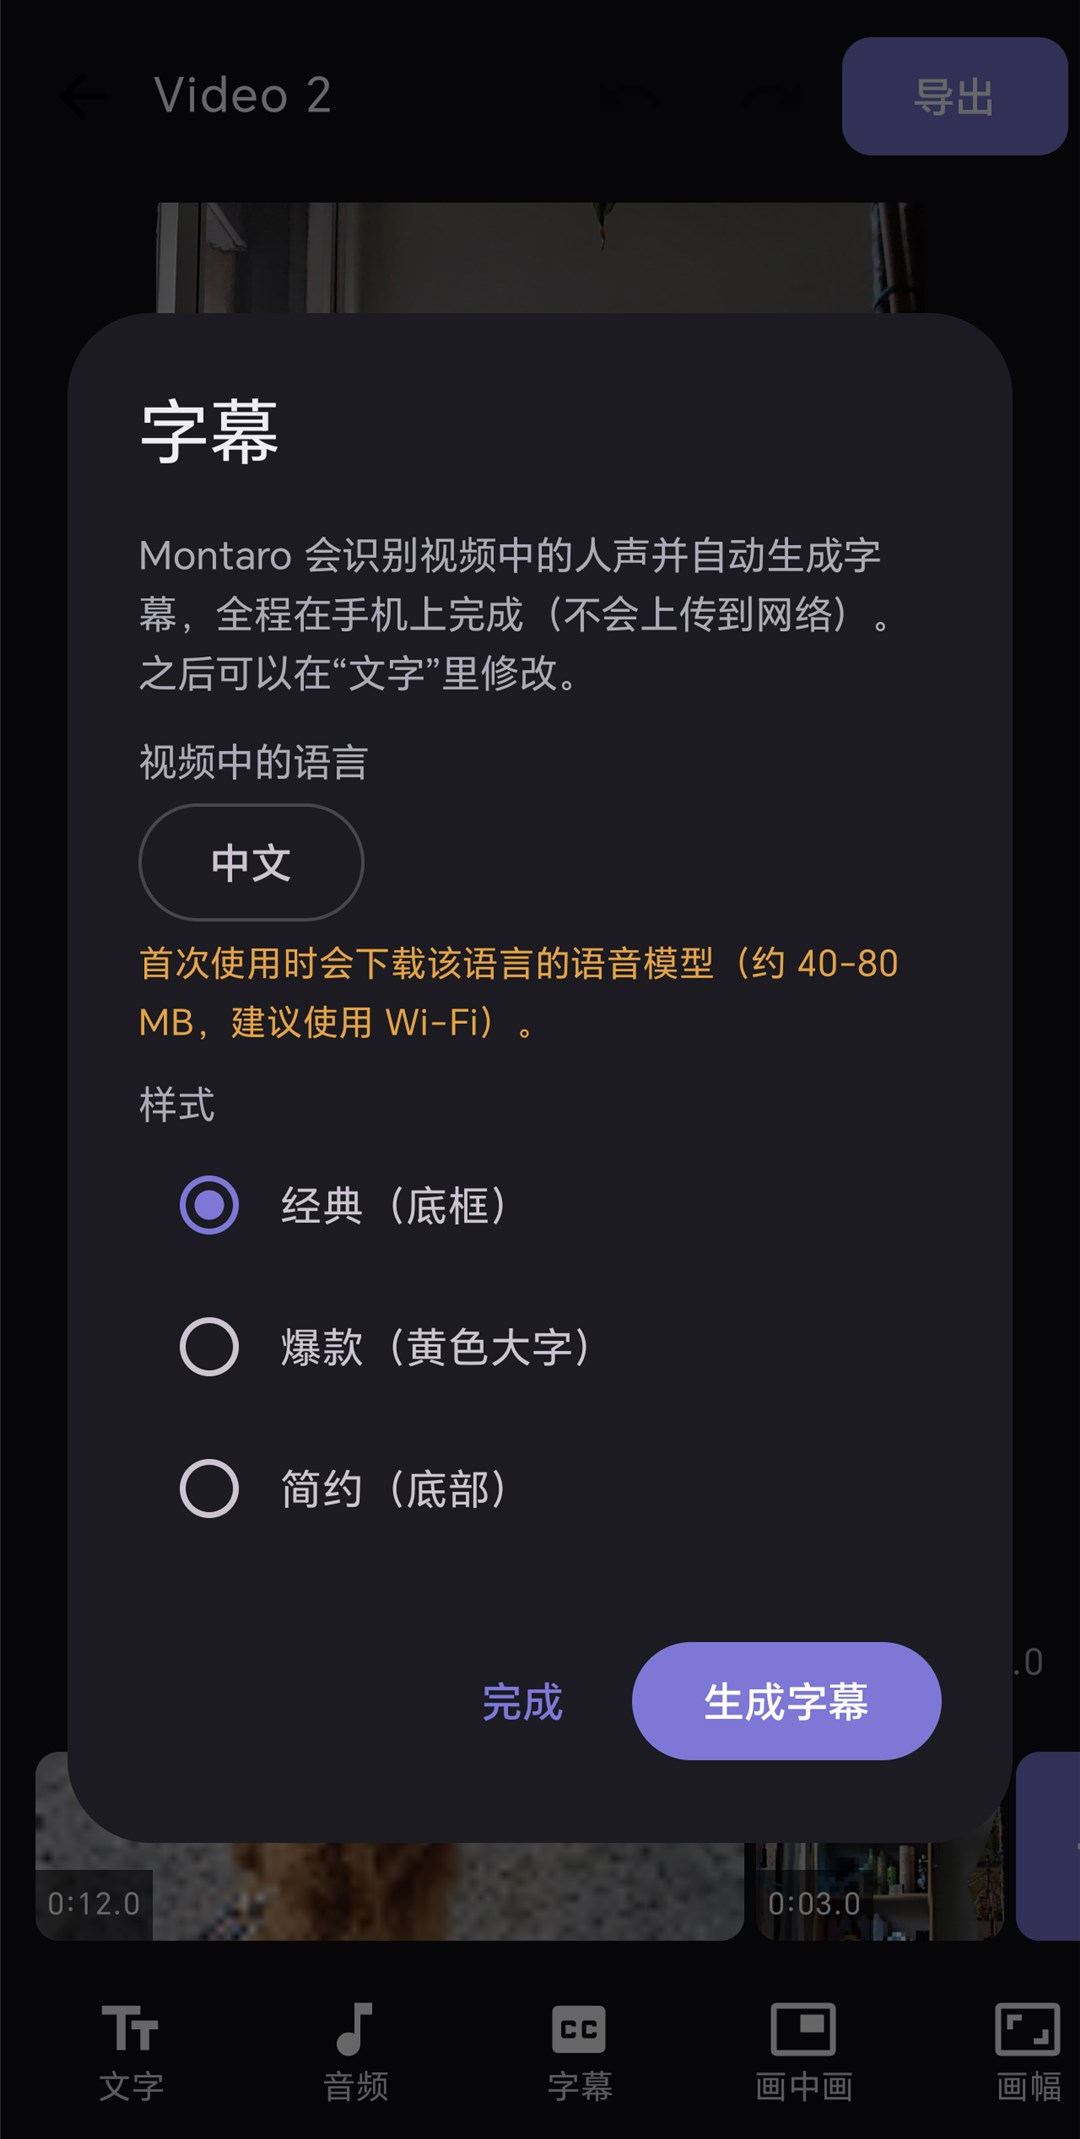 Video 2
导出
字幕
Montaro 会识别视频中的人声并自动生成字
幕，全程在手机上完成（不会上传到网络）。
之后可以在“文字”里修改。
视频中的语言
中文
首次使用时会下载该语言的语音模型（约 40-80
MB，建议使用 Wi-Fi）。
样式
经典（底框）
爆款（黄色大字）
简约（底部）
完成
生成字幕
.0
0:12.0
0:03.0
文字
音频
CC
字幕
画中画
画幅